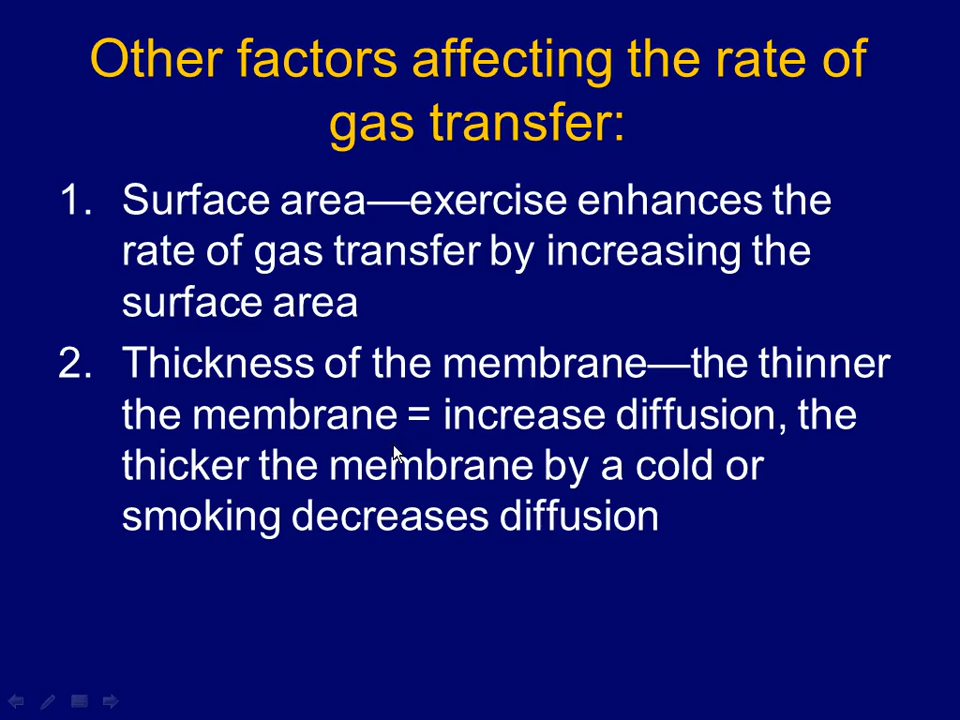 Other factors affecting the rate of
gas transfer:
1. Surface area—exercise enhances the
rate of gas transfer by increasing the
surface area
2. Thickness of the membrane—the thinner
the membrane = increase diffusion, the
thicker the membrane by a cold or
smoking decreases diffusion